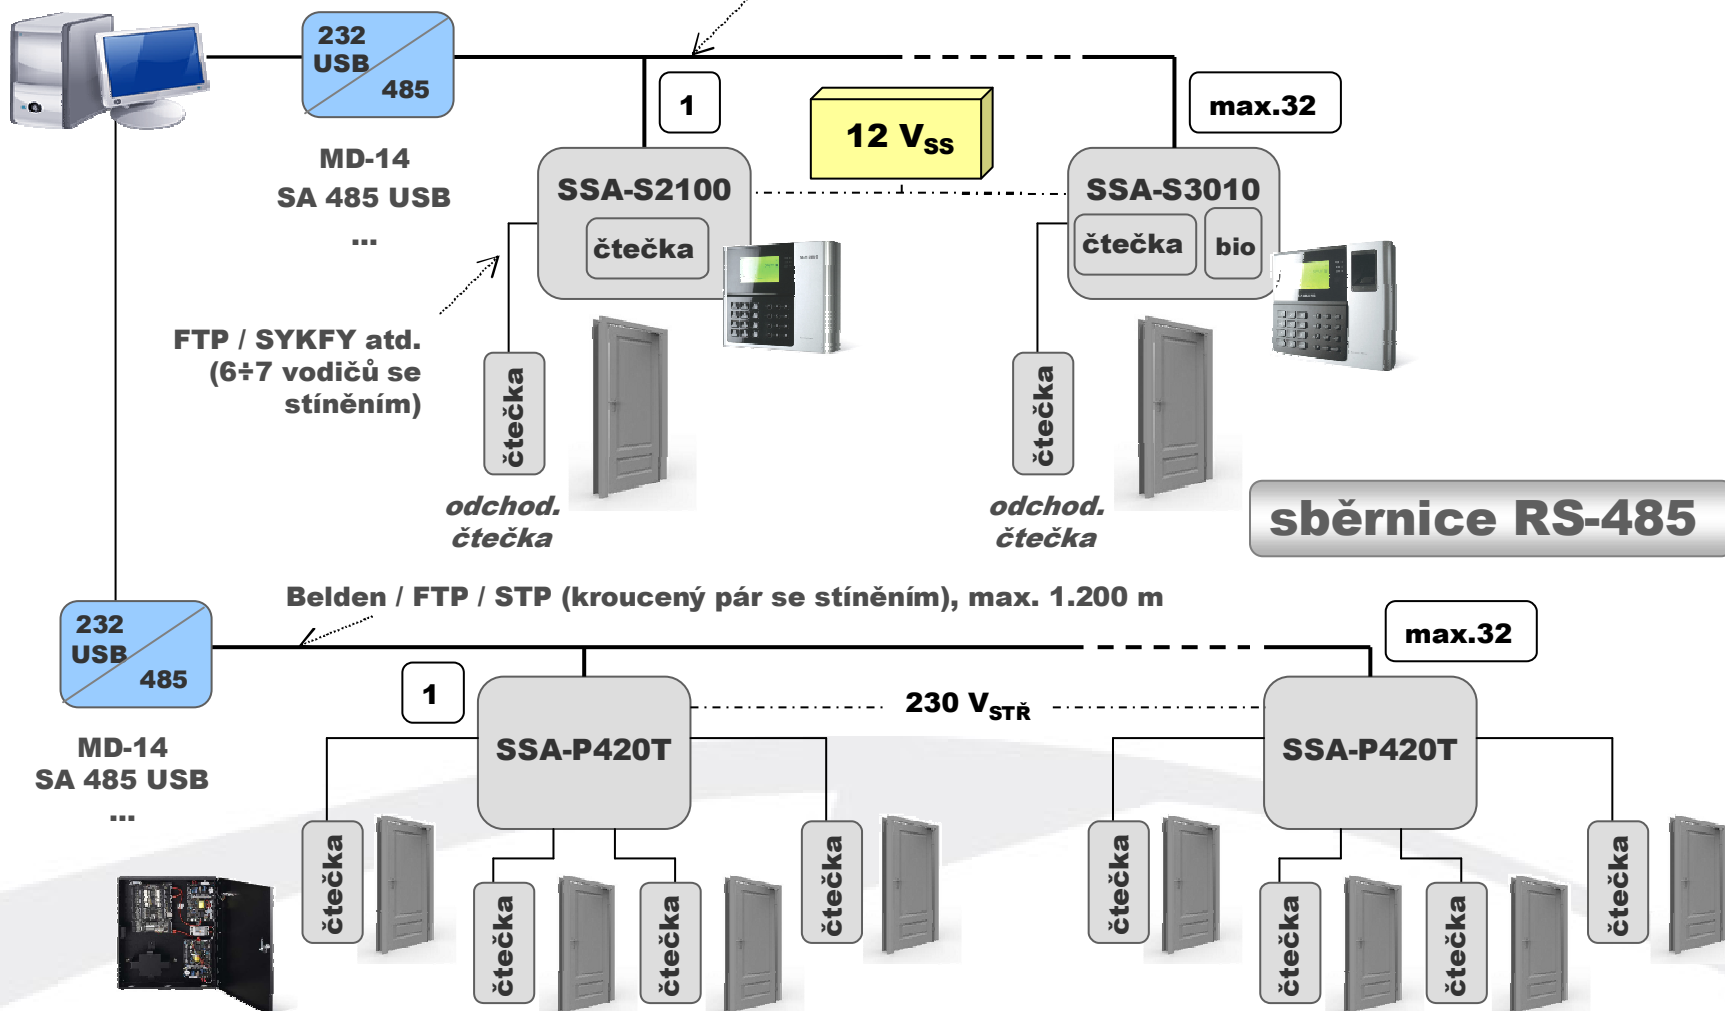 232
USB
485
1
max.32
12 VSS
MD-14
SA 485 USB
...
SSA-S2100
čtečka
SSA-S3010
čtečka
bio
FTP / SYKFY atd.
(6÷7 vodičů se
stíněním)
čtečka
čtečka
odchod.
čtečka
odchod.
čtečka
sběrnice RS-485
Belden / FTP / STP (kroucený pár se stíněním), max. 1.200 m
232
USB
485
max.32
1
230 VSTŘ
MD-14
SA 485 USB
...
SSA-P420T
SSA-P420T
čtečka
čtečka
čtečka
čtečka
čtečka
čtečka
čtečka
čtečka